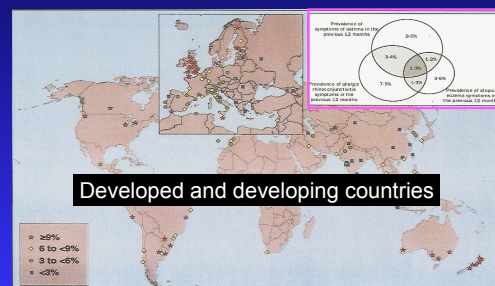 Prevalence of
symptoms of asthma in the
previous 12 months
6·0%
3·4%
1·2%
1·3%
7·5%
1·3%
3·6%
Prevalence of allergic
rhinoconjunctivitis
symptoms in the
previous 12 months
Prevalence of atopic
eczema symptoms in
the previous 12 month
Developed and developing countries
≥9%
6 to <9%
3 to <6%
<3%